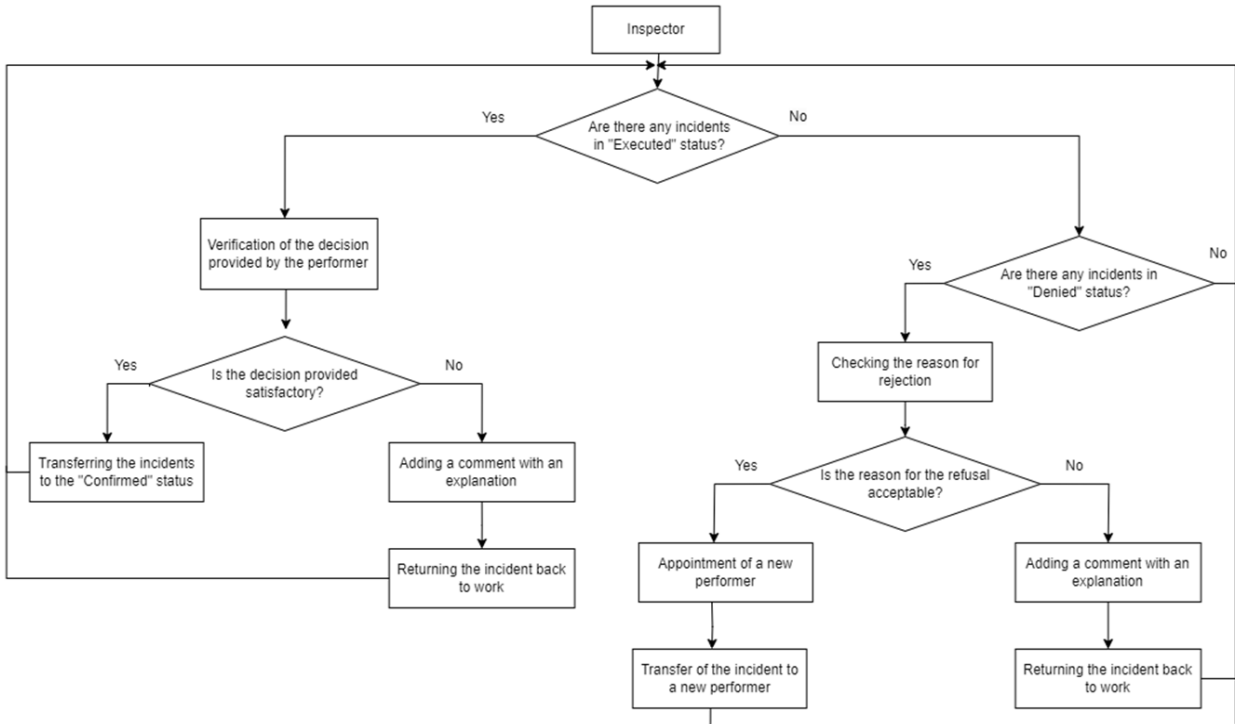 Inspector
Are there any incidents
in "Executed" status?
Yes
No
Verification of the decision
provided by the performer
Are there any incidents in
"Denied" status?
Yes
No
Is the decision provided
satisfactory?
Yes
No
Checking the reason for
rejection
Transferring the incidents
to the "Confirmed" status
Adding a comment with an
explanation
Is the reason for the refusal
acceptable?
Yes
No
Returning the incident back
to work
Appointment of a new
performer
Adding a comment with an
explanation
Transfer of the incident to
a new performer
Returning the incident back
to work